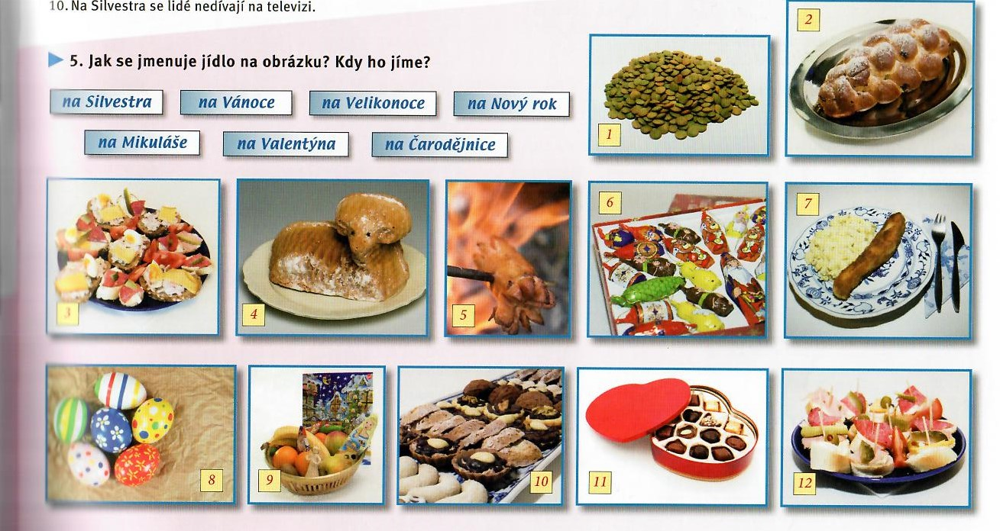 10. Na Silvestra se lidé nedívají na televizi.
5. Jak se jmenuje jídlo na obrázku? Kdy ho jíme?
na Silvestra
na Vánoce
na Velikonoce
na Nový rok
na Mikuláše
na Valentýna
na Čarodějnice
1
2
3
4
5
6
7
8
9
10
11
12